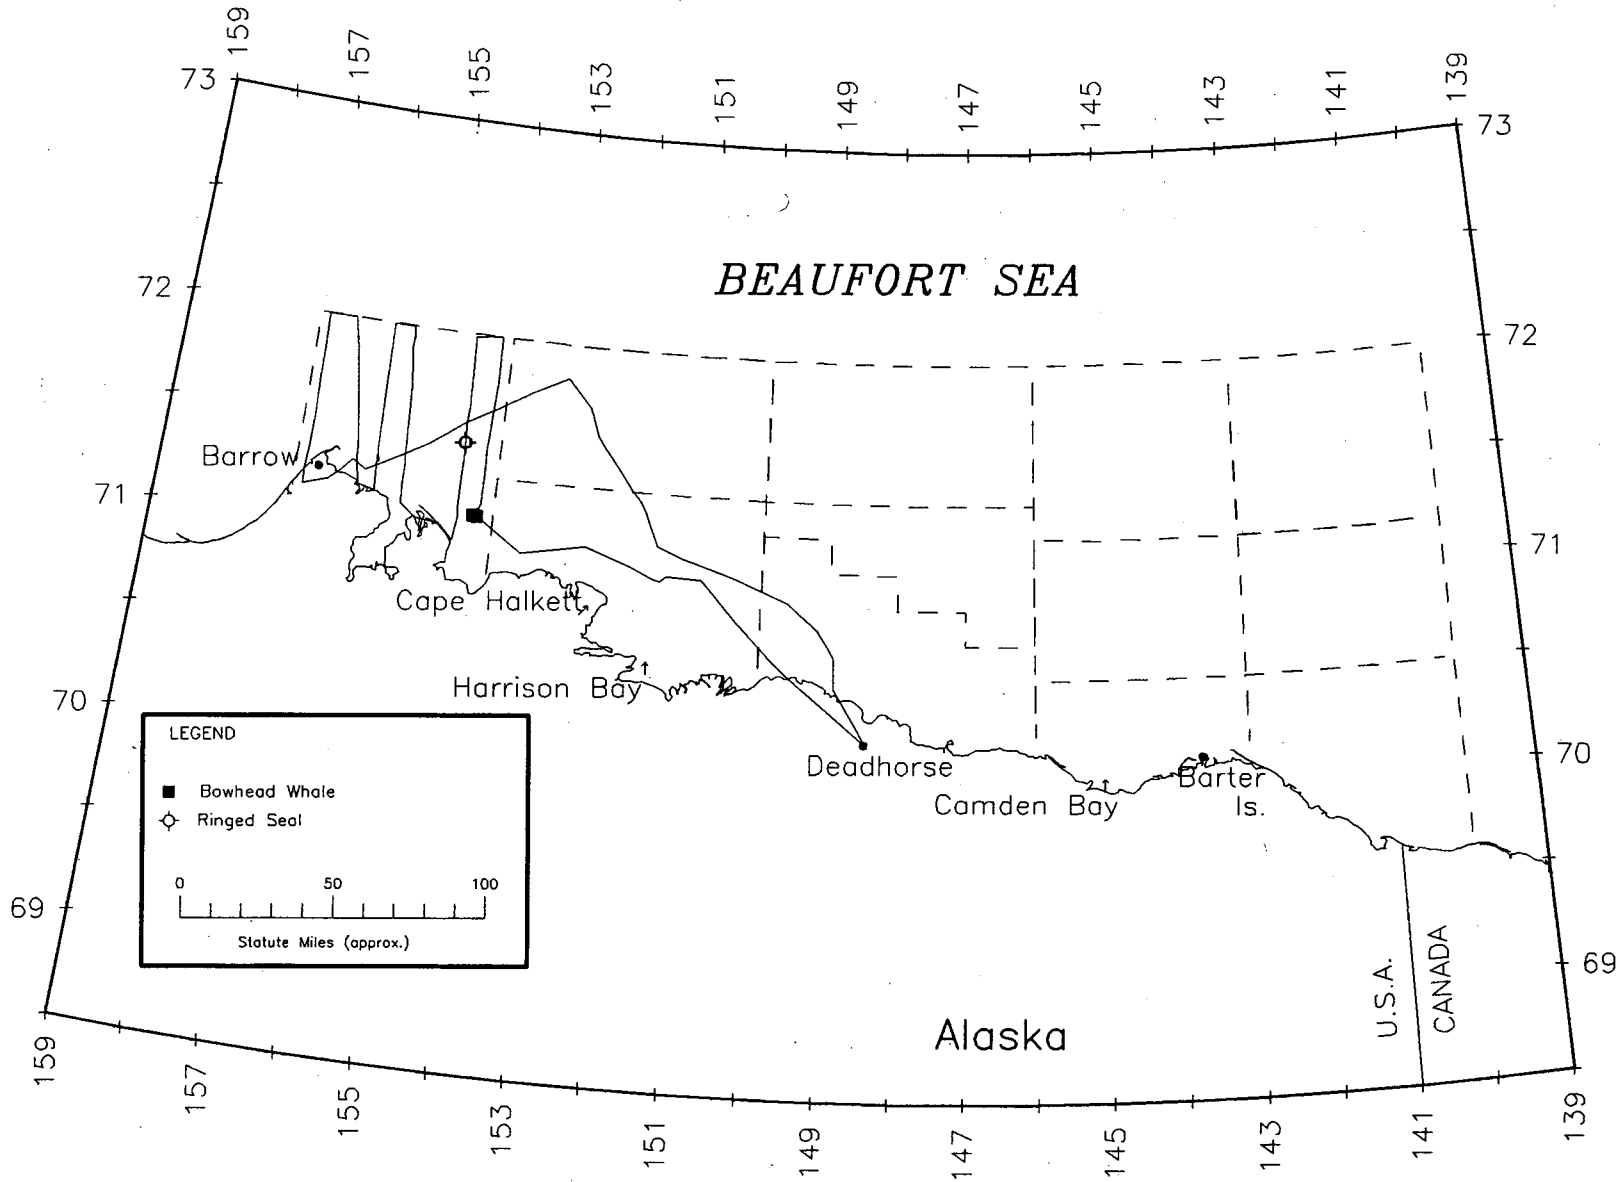 159
157
155
153
151
149
147
145
143
141
139
73
73
BEAUFORT SEA
72
72
Barrow
71
71
Cape Halkett
Harrison Bay
70
70
Deadhorse
Camden Bay
Barter
Is.
LEGEND
Bowhead Whale
Ringed Seal
0 50 100
Statute Miles (approx.)
69
69
U.S.A.
CANADA
Alaska
159
157
155
153
151
149
147
145
143
141
139